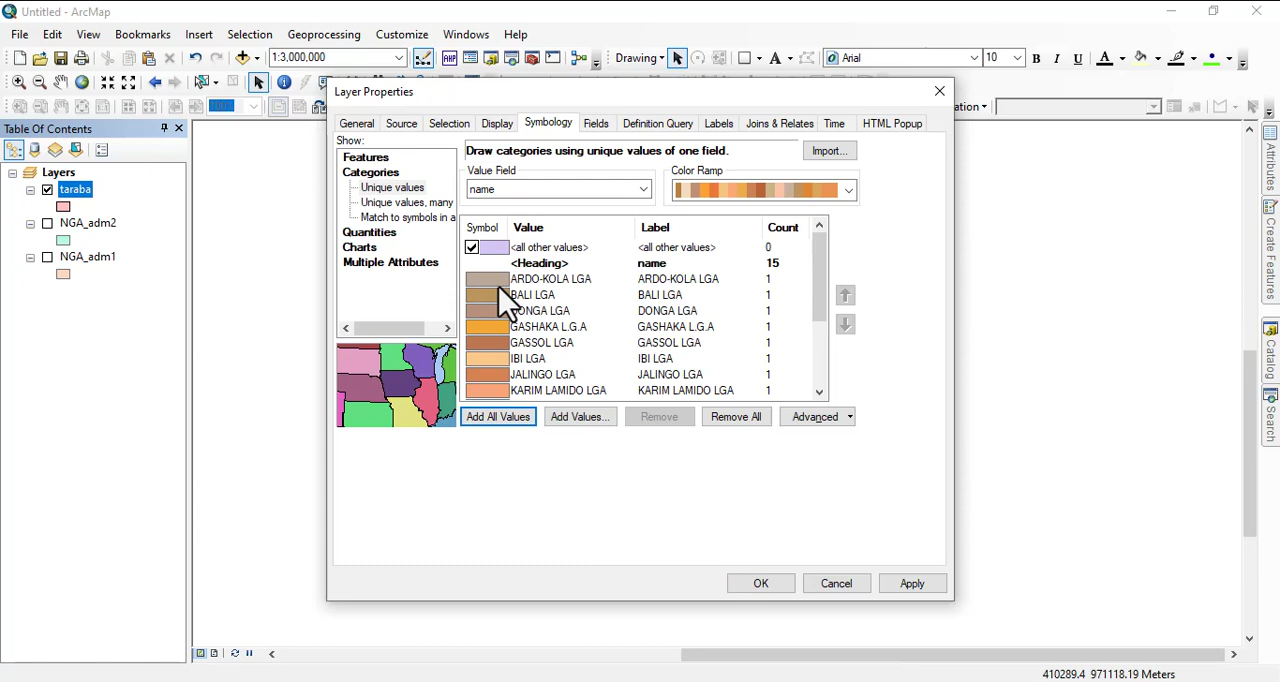 Untitled - ArcMap
File Edit View Bookmarks Insert Selection Geoprocessing Customize Windows Help
1:3,000,000 Drawing Arial 10 B I U A
Layer Properties
Table Of Contents
General Source Selection Display Symbology Fields Definition Query Labels Joins & Relates Time HTML Popup
Show:
Draw categories using unique values of one field. Import...
Features
Categories
Unique values
Unique values, many
Match to symbols in a
Quantities
Charts
Multiple Attributes
Value Field Color Ramp
name
Symbol Value Label Count
<all other values> <all other values> 0
<Heading> name 15
ARDO-KOLA LGA ARDO-KOLA LGA 1
BALI LGA BALI LGA 1
ONGA LGA DONGA LGA 1
GASHAKA L.G.A GASHAKA L.G.A 1
GASSOL LGA GASSOL LGA 1
IBI LGA IBI LGA 1
JALINGO LGA JALINGO LGA 1
KARIM LAMIDO LGA KARIM LAMIDO LGA 1
Add All Values Add Values... Remove Remove All Advanced
OK Cancel Apply
Layers
taraba
NGA_adm2
NGA_adm1
Attributes
Create Features
Catalog
Search
410289.4 971118.19 Meters